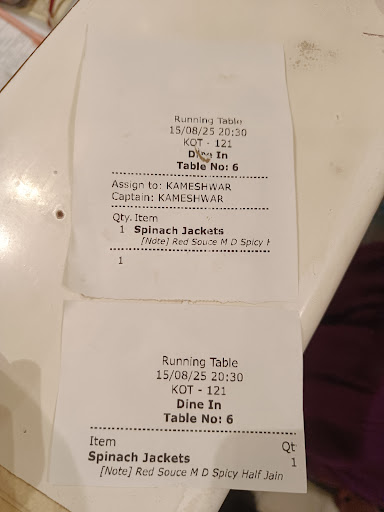 Running Table
15/08/25 20:30
KOT - 121
Dine In
Table No: 6
Assign to: KAMESHWAR
Captain: KAMESHWAR
Qty. Item
1 Spinach Jackets
[Note] Red Souce M D Spicy H
1
Running Table
15/08/25 20:30
KOT - 121
Dine In
Table No: 6
Item Qt
Spinach Jackets 1
[Note] Red Souce M D Spicy Half Jain